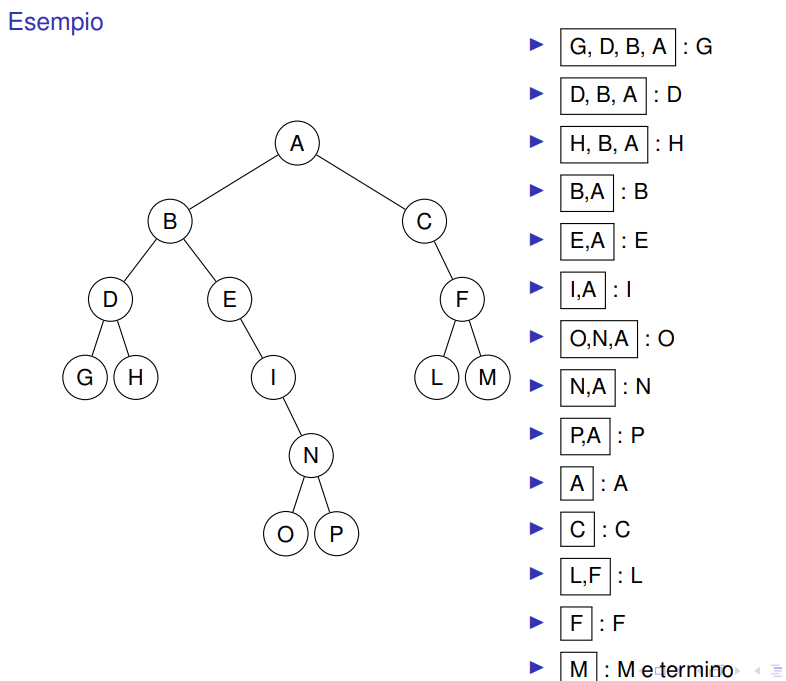 Esempio
A
B
C
D
E
F
G
H
I
L
M
N
O
P
G, D, B, A : G
D, B, A : D
H, B, A : H
B,A : B
E,A : E
I,A : I
O,N,A : O
N,A : N
P,A : P
A : A
C : C
L,F : L
F : F
M : M e termino